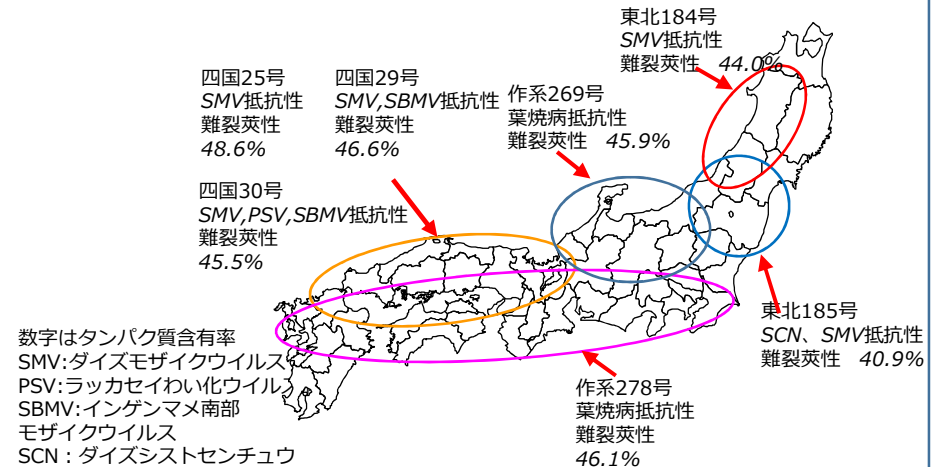 東北184号
SMV抵抗性
難裂莢性 44.0%
四国25号
SMV抵抗性
難裂莢性
48.6%
四国29号
SMV,SBMV抵抗性
難裂莢性
46.6%
作系269号
葉焼病抵抗性
難裂莢性 45.9%
四国30号
SMV,PSV,SBMV抵抗性
難裂莢性
45.5%
東北185号
SCN、SMV抵抗性
難裂莢性 40.9%
作系278号
葉焼病抵抗性
難裂莢性
46.1%
数字はタンパク質含有率
SMV:ダイズモザイクウイルス
PSV:ラッカセイわい化ウイルス
SBMV:インゲンマメ南部
モザイクウイルス
SCN：ダイズシストセンチュウ